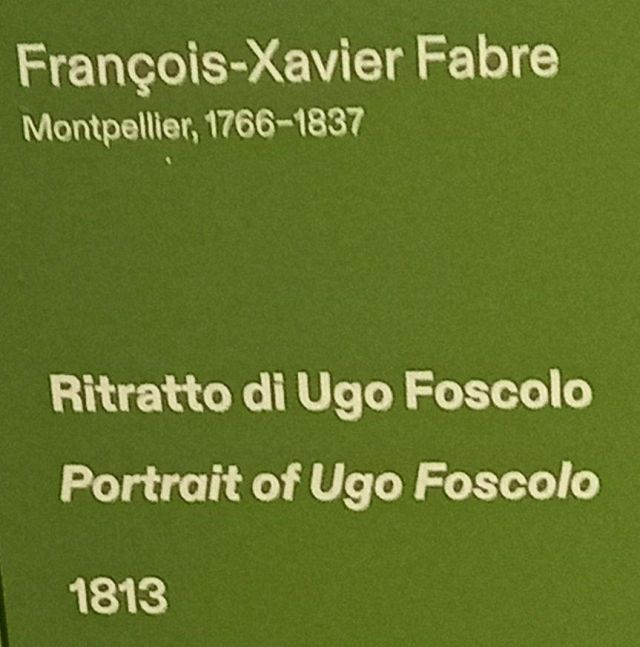 François-Xavier Fabre
Montpellier, 1766–1837
Ritratto di Ugo Foscolo
Portrait of Ugo Foscolo
1813